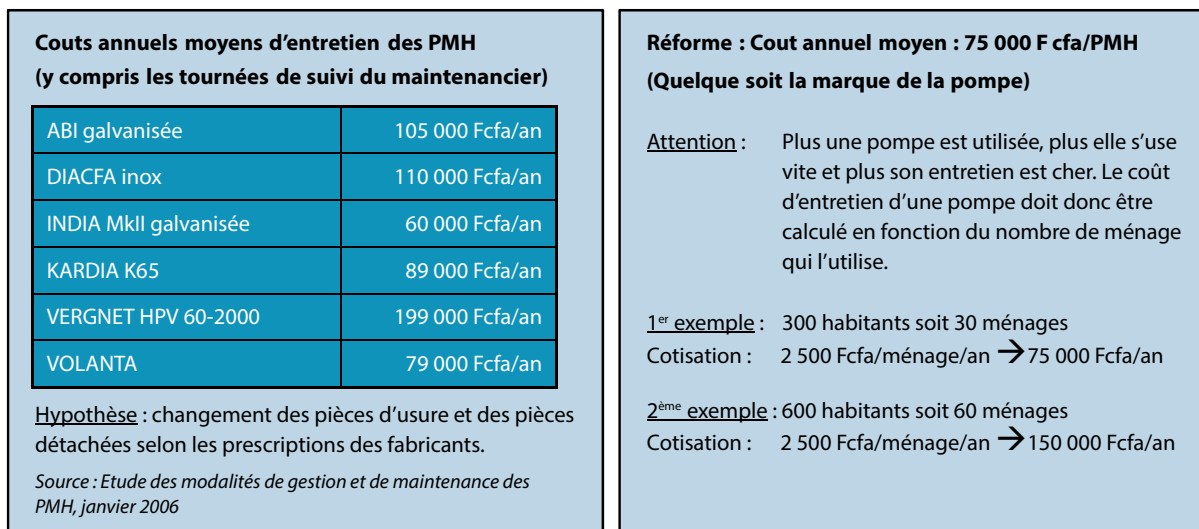 Couts annuels moyens d’entretien des PMH
(y compris les tournées de suivi du maintenancier)
ABI galvanisée 105 000 Fcfa/an
DIACFA inox 110 000 Fcfa/an
INDIA MkII galvanisée 60 000 Fcfa/an
KARDIA K65 89 000 Fcfa/an
VERGNET HPV 60-2000 199 000 Fcfa/an
VOLANTA 79 000 Fcfa/an
Hypothèse : changement des pièces d’usure et des pièces
détachées selon les prescriptions des fabricants.
Source : Etude des modalités de gestion et de maintenance des
PMH, janvier 2006
Réforme : Cout annuel moyen : 75 000 F cfa/PMH
(Quelque soit la marque de la pompe)
Attention : Plus une pompe est utilisée, plus elle s’use
vite et plus son entretien est cher. Le coût
d’entretien d’une pompe doit donc être
calculé en fonction du nombre de ménage
qui l’utilise.
1er exemple : 300 habitants soit 30 ménages
Cotisation : 2 500 Fcfa/ménage/an → 75 000 Fcfa/an
2ème exemple : 600 habitants soit 60 ménages
Cotisation : 2 500 Fcfa/ménage/an → 150 000 Fcfa/an